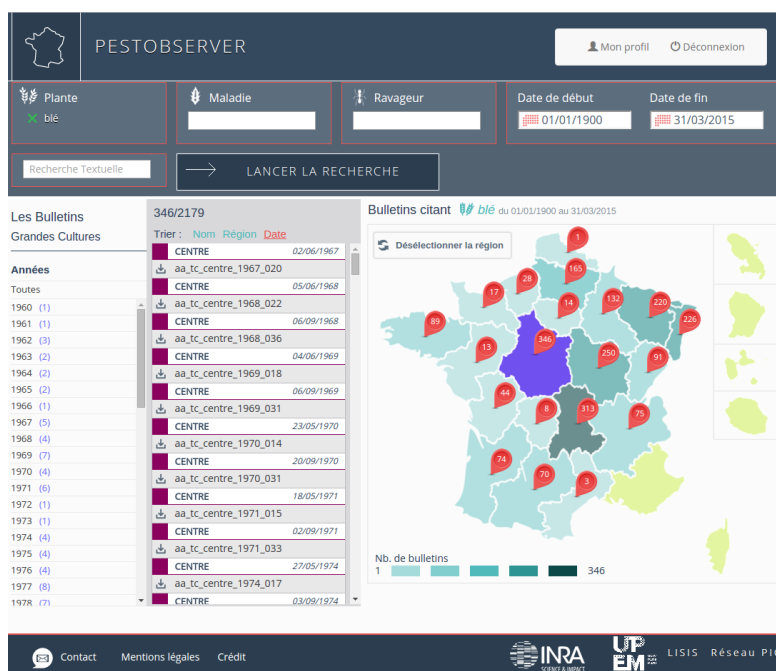 PESTOBSERVER
Mon profil
Déconnexion
Plante
blé
Maladie
Ravageur
Date de début
01/01/1900
Date de fin
31/03/2015
Recherche Textuelle
LANCER LA RECHERCHE
Les Bulletins
Grandes Cultures
Années
Toutes
1960 (1)
1961 (1)
1962 (3)
1963 (2)
1964 (2)
1965 (2)
1966 (1)
1967 (5)
1968 (4)
1969 (7)
1970 (4)
1971 (6)
1972 (1)
1973 (1)
1974 (4)
1975 (4)
1976 (4)
1977 (8)
1978 (7)
346/2179
Trier : Nom Région Date
CENTRE 02/06/1967
aa_tc_centre_1967_020
CENTRE 05/06/1968
aa_tc_centre_1968_022
CENTRE 06/09/1968
aa_tc_centre_1968_036
CENTRE 04/06/1969
aa_tc_centre_1969_018
CENTRE 06/09/1969
aa_tc_centre_1969_031
CENTRE 23/05/1970
aa_tc_centre_1970_014
CENTRE 20/09/1970
aa_tc_centre_1970_031
CENTRE 18/05/1971
aa_tc_centre_1971_015
CENTRE 02/09/1971
aa_tc_centre_1971_033
CENTRE 27/05/1974
aa_tc_centre_1974_017
CENTRE 03/09/1974
Bulletins citant blé du 01/01/1900 au 31/03/2015
Désélectionner la région
1
165
28
17
14
132
220
226
89
13
346
250
91
44
8
313
75
74
70
3
Nb. de bulletins
1 346
Contact
Mentions légales
Crédit
INRA
SCIENCE & IMPACT
UPEM
LISIS
Réseau PIC